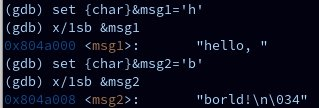 (gdb) set {char}&msg1='h'
(gdb) x/1sb &msg1
0x804a000 <msg1>:        "hello, "
(gdb) set {char}&msg2='b'
(gdb) x/1sb &msg2
0x804a008 <msg2>:        "borld!\n\034"